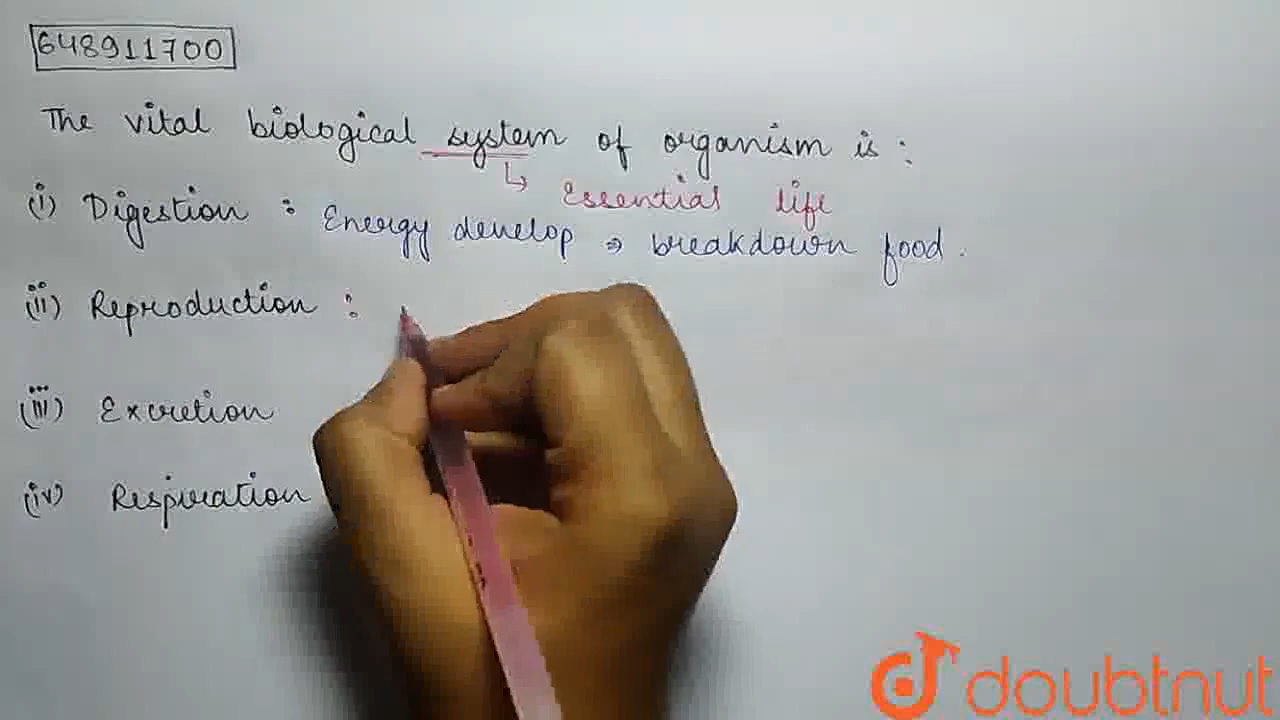 648911700
The vital biological system of organism is :
↳ Essential life
(i) Digestion : Energy develop ⇒ breakdown food .
(ii) Reproduction :
(iii) Excretion
(iv) Respiration
doubtnut